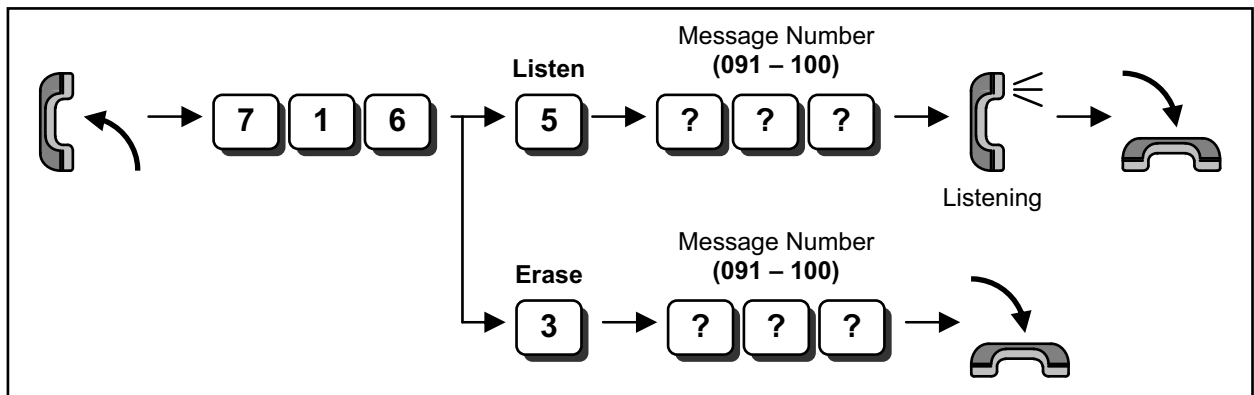 Message Number
(091 – 100)
Listen
7 1 6 5 ? ? ?
Listening
Message Number
(091 – 100)
Erase
3 ? ? ?